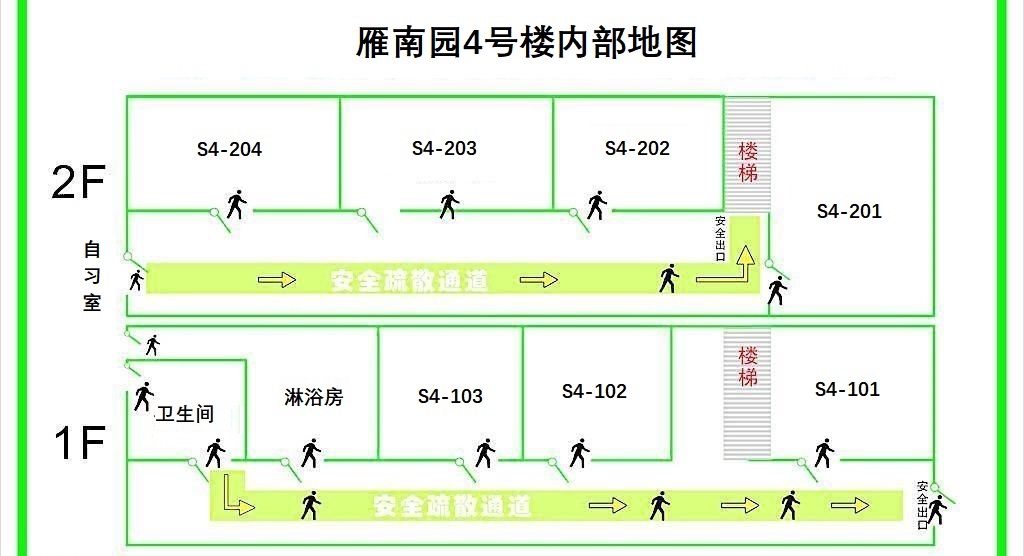 雁南园4号楼内部地图
2F
S4-204
S4-203
S4-202
楼梯
S4-201
安全出口
自习室
安全疏散通道
1F
卫生间
淋浴房
S4-103
S4-102
楼梯
S4-101
安全疏散通道
安全出口